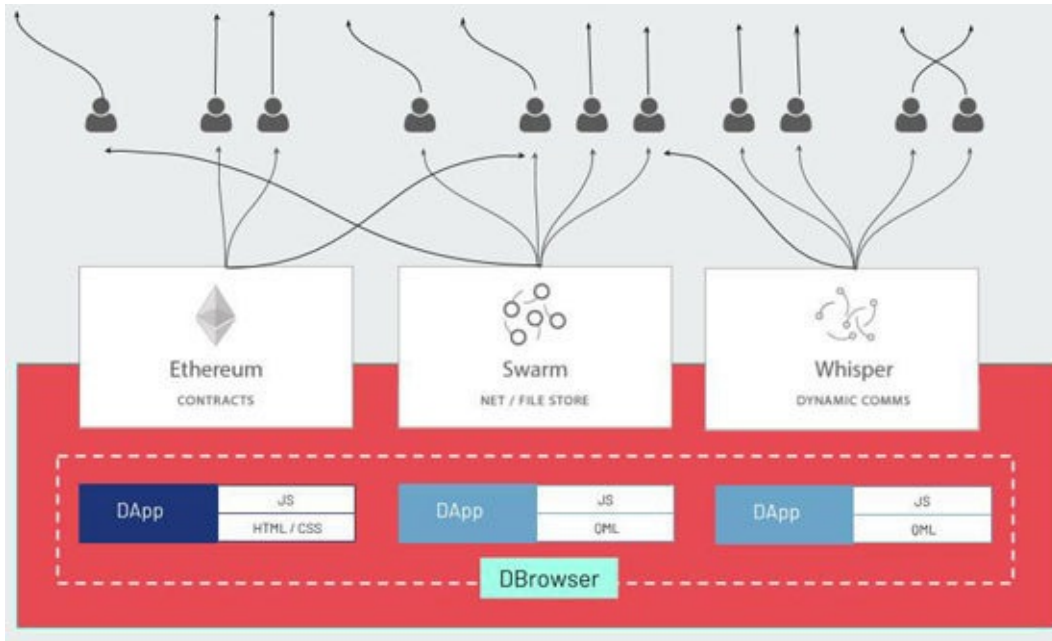 Ethereum
CONTRACTS
Swarm
NET / FILE STORE
Whisper
DYNAMIC COMMS
DApp
JS
HTML / CSS
DApp
JS
QML
DApp
JS
QML
DBrowser